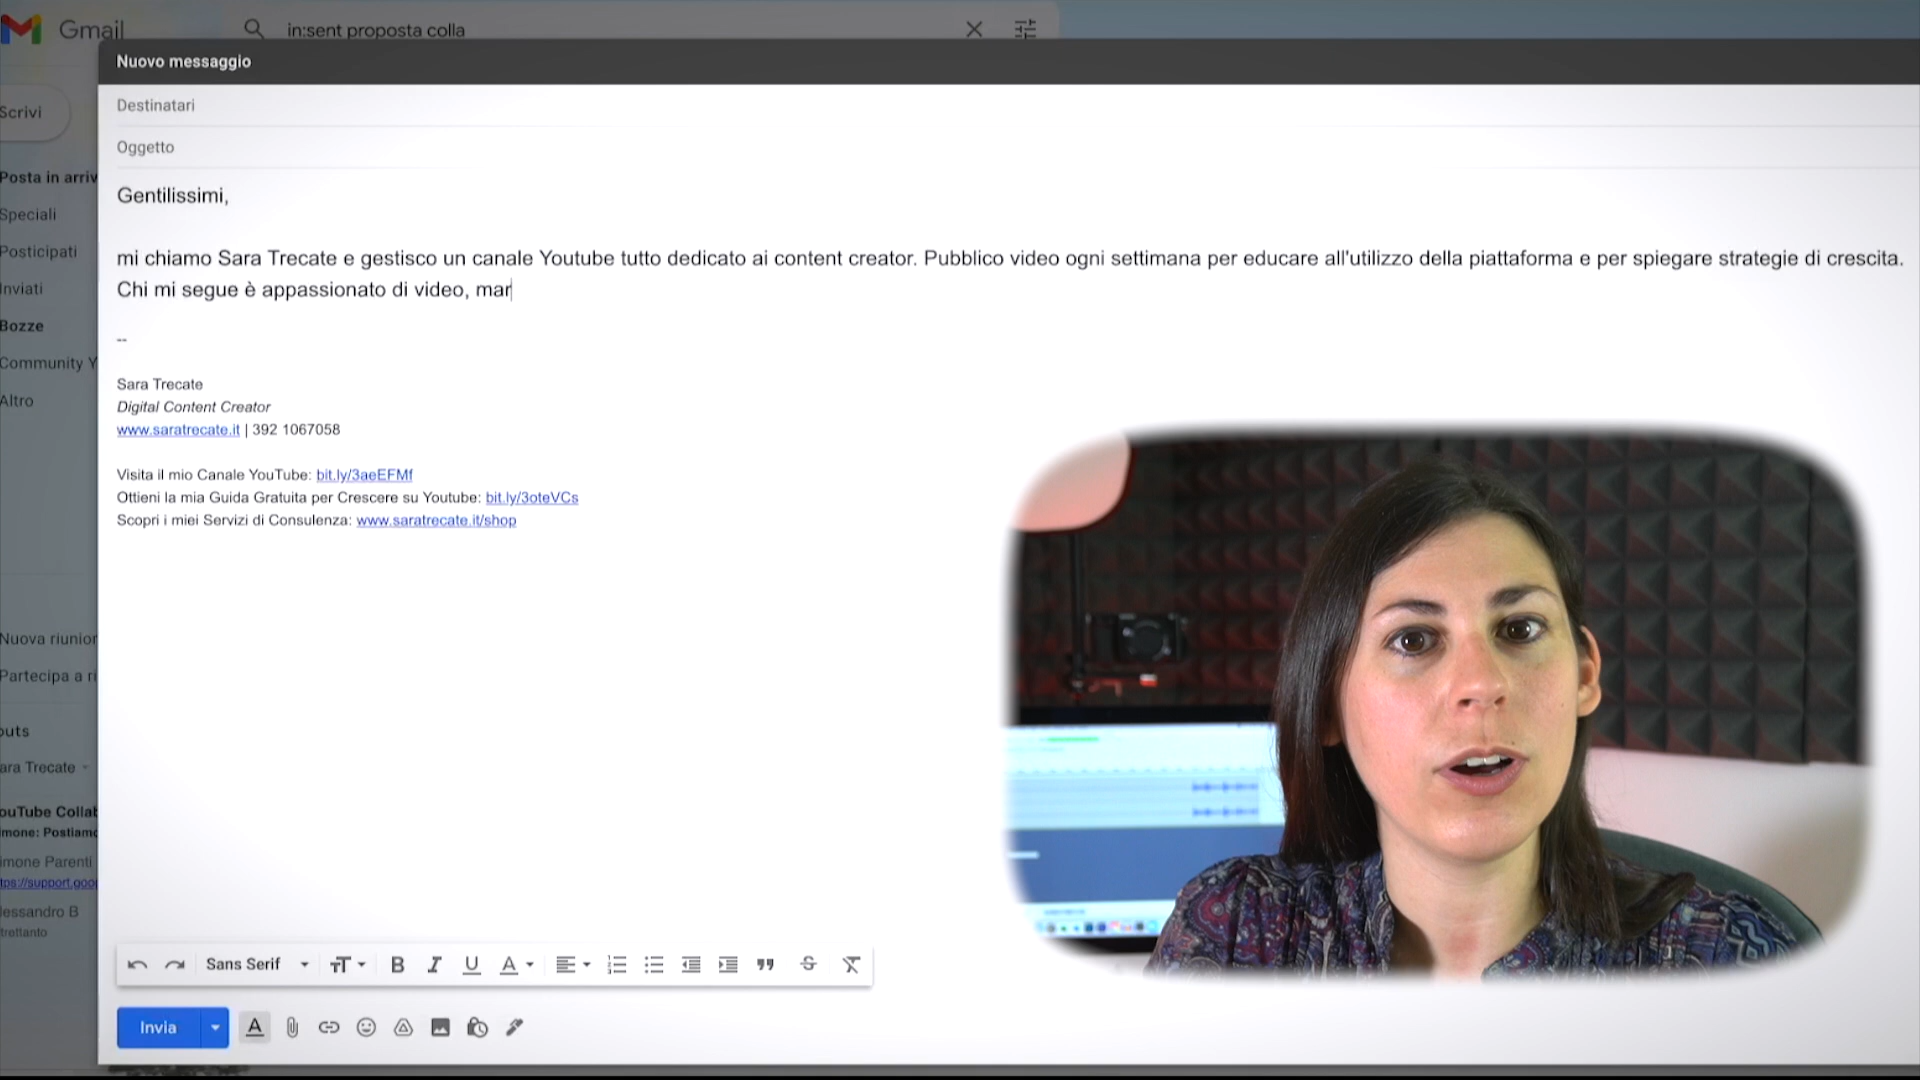 Gmail
in:sent proposta colla
Nuovo messaggio
Destinatari
Oggetto
Scrivi
Posta in arriv
Speciali
Posticipati
Inviati
Bozze
Community Y
Altro
Nuova riunior
Partecipa a ri
outs
ara Trecate
ouTube Collab
mone: Postiamo
imone Parenti
tps://support.goog
lessandro B
trettanto
Gentilissimi,
mi chiamo Sara Trecate e gestisco un canale Youtube tutto dedicato ai content creator. Pubblico video ogni settimana per educare all'utilizzo della piattaforma e per spiegare strategie di crescita.
Chi mi segue è appassionato di video, mar
--
Sara Trecate
Digital Content Creator
www.saratrecate.it | 392 1067058
Visita il mio Canale YouTube: bit.ly/3aeEFMf
Ottieni la mia Guida Gratuita per Crescere su Youtube: bit.ly/3oteVCs
Scopri i miei Servizi di Consulenza: www.saratrecate.it/shop
Sans Serif
Invia